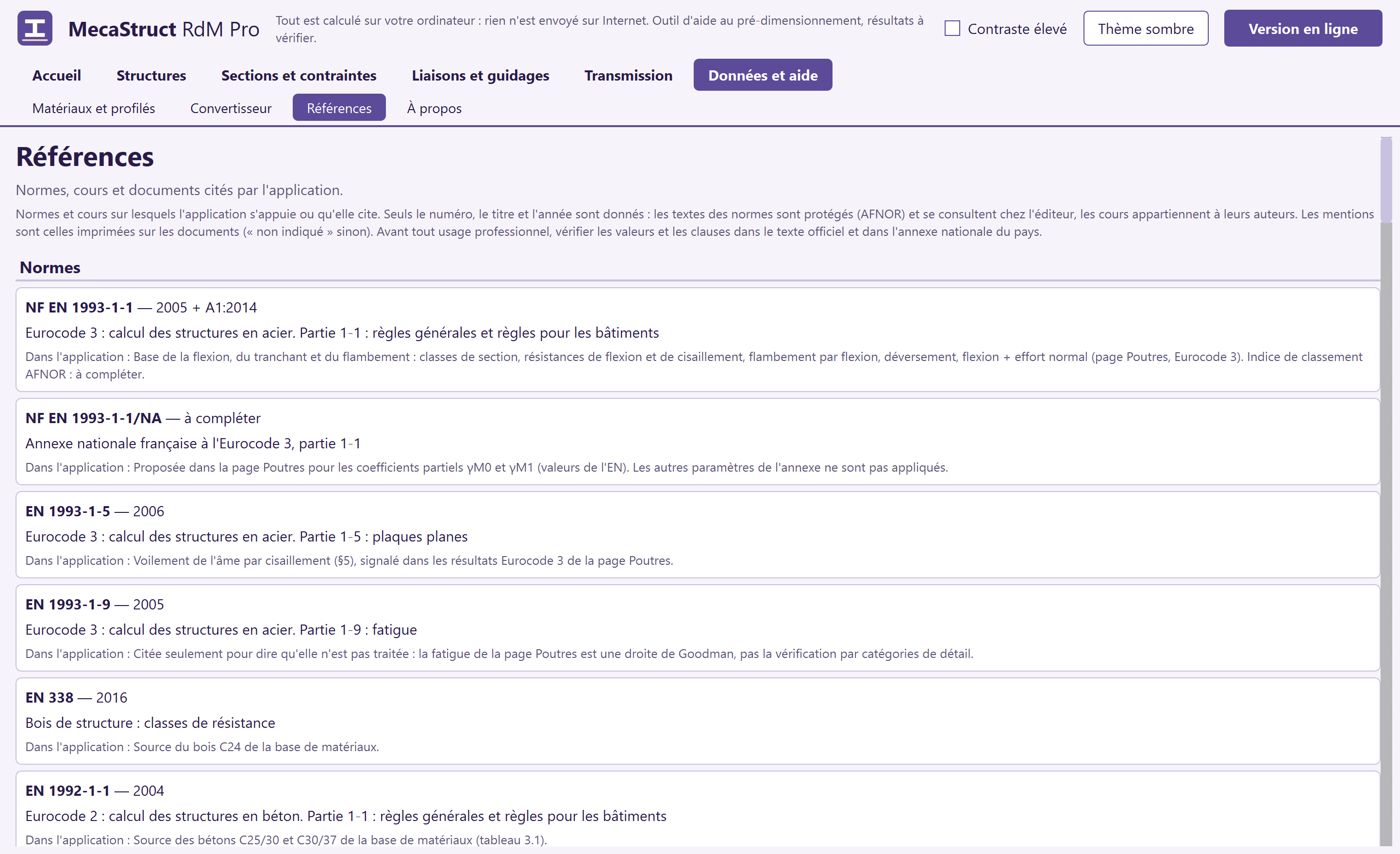 MecaStruct RdM Pro
Tout est calculé sur votre ordinateur : rien n'est envoyé sur Internet. Outil d'aide au pré-dimensionnement, résultats à
vérifier.
Contraste élevé
Thème sombre
Version en ligne
Accueil
Structures
Sections et contraintes
Liaisons et guidages
Transmission
Données et aide
Matériaux et profilés
Convertisseur
Références
À propos
Références
Normes, cours et documents cités par l'application.
Normes et cours sur lesquels l'application s'appuie ou qu'elle cite. Seuls le numéro, le titre et l'année sont donnés : les textes des normes sont protégés (AFNOR) et se consultent chez l'éditeur, les cours appartiennent à leurs auteurs. Les mentions
sont celles imprimées sur les documents (« non indiqué » sinon). Avant tout usage professionnel, vérifier les valeurs et les clauses dans le texte officiel et dans l'annexe nationale du pays.
Normes
NF EN 1993-1-1 — 2005 + A1:2014
Eurocode 3 : calcul des structures en acier. Partie 1-1 : règles générales et règles pour les bâtiments
Dans l'application : Base de la flexion, du tranchant et du flambement : classes de section, résistances de flexion et de cisaillement, flambement par flexion, déversement, flexion + effort normal (page Poutres, Eurocode 3). Indice de classement
AFNOR : à compléter.
NF EN 1993-1-1/NA — à compléter
Annexe nationale française à l'Eurocode 3, partie 1-1
Dans l'application : Proposée dans la page Poutres pour les coefficients partiels γM0 et γM1 (valeurs de l'EN). Les autres paramètres de l'annexe ne sont pas appliqués.
EN 1993-1-5 — 2006
Eurocode 3 : calcul des structures en acier. Partie 1-5 : plaques planes
Dans l'application : Voilement de l'âme par cisaillement (§5), signalé dans les résultats Eurocode 3 de la page Poutres.
EN 1993-1-9 — 2005
Eurocode 3 : calcul des structures en acier. Partie 1-9 : fatigue
Dans l'application : Citée seulement pour dire qu'elle n'est pas traitée : la fatigue de la page Poutres est une droite de Goodman, pas la vérification par catégories de détail.
EN 338 — 2016
Bois de structure : classes de résistance
Dans l'application : Source du bois C24 de la base de matériaux.
EN 1992-1-1 — 2004
Eurocode 2 : calcul des structures en béton. Partie 1-1 : règles générales et règles pour les bâtiments
Dans l'application : Source des bétons C25/30 et C30/37 de la base de matériaux (tableau 3.1).